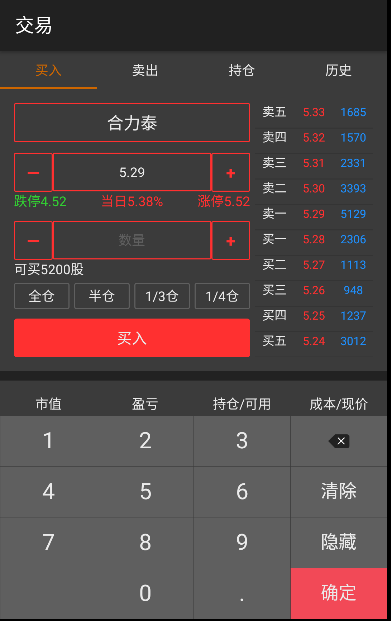 交易
买入 卖出 持仓 历史
合力泰
− 5.29 +
跌停4.52 当日5.38% 涨停5.52
− 数量 +
可买5200股
全仓 半仓 1/3仓 1/4仓
买入
卖五 5.33 1685
卖四 5.32 1570
卖三 5.31 2331
卖二 5.30 3393
卖一 5.29 5129
买一 5.28 2306
买二 5.27 1113
买三 5.26 948
买四 5.25 1237
买五 5.24 3012
市值 盈亏 持仓/可用 成本/现价
1 2 3
4 5 6 清除
7 8 9 隐藏
0 . 确定